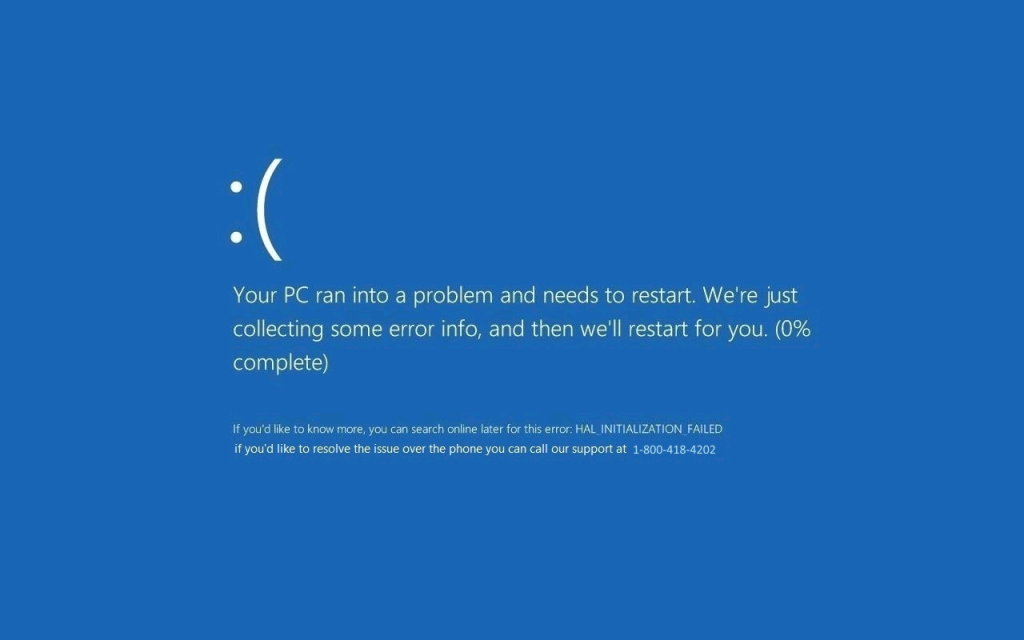 :(
Your PC ran into a problem and needs to restart. We're just
collecting some error info, and then we'll restart for you. (0%
complete)
If you'd like to know more, you can search online later for this error: HAL_INITIALIZATION_FAILED
if you'd like to resolve the issue over the phone you can call our support at 1-800-418-4202